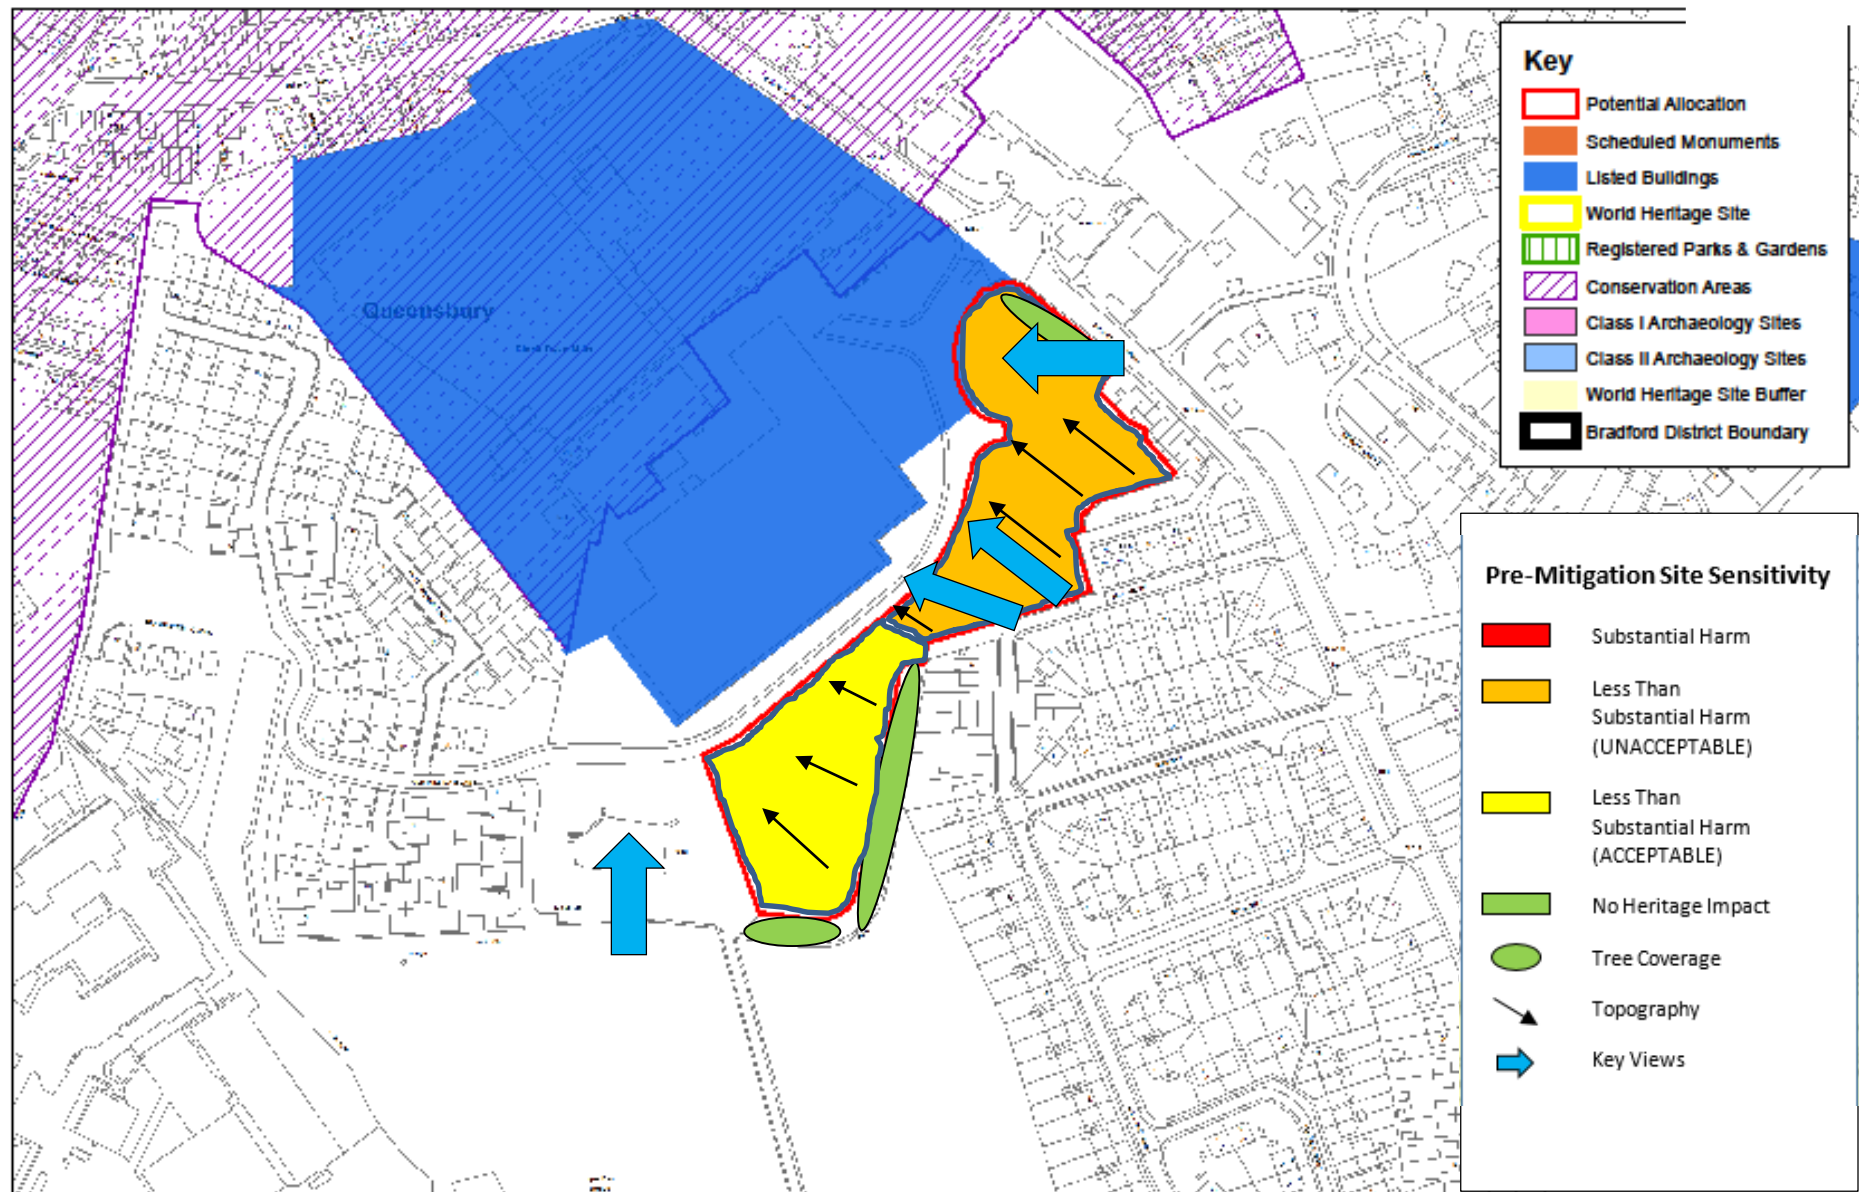 Key
Potential Allocation
Scheduled Monuments
Listed Buildings
World Heritage Site
Registered Parks & Gardens
Conservation Areas
Class I Archaeology Sites
Class II Archaeology Sites
World Heritage Site Buffer
Bradford District Boundary
Queensbury
Pre-Mitigation Site Sensitivity
Substantial Harm
Less Than
Substantial Harm
(UNACCEPTABLE)
Less Than
Substantial Harm
(ACCEPTABLE)
No Heritage Impact
Tree Coverage
Topography
Key Views